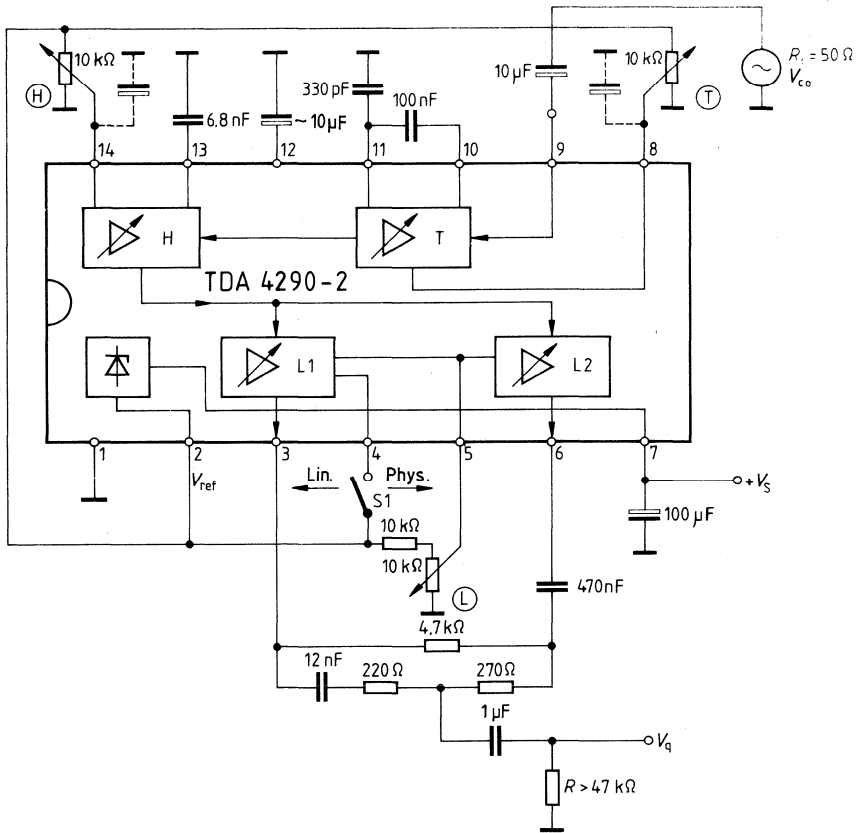 10 kΩ
H
6,8 nF
~ 10 µF
330 pF
100 nF
10 µF
10 kΩ
T
R = 50 Ω
Vco
14
13
12
11
10
9
8
H
T
TDA 4290-2
L1
L2
1
2
3
4
5
6
7
Vref
Lin.
Phys.
S1
+VS
100 µF
10 kΩ
10 kΩ
L
470 nF
4,7 kΩ
12 nF
220 Ω
270 Ω
1 µF
Vq
R > 47 kΩ